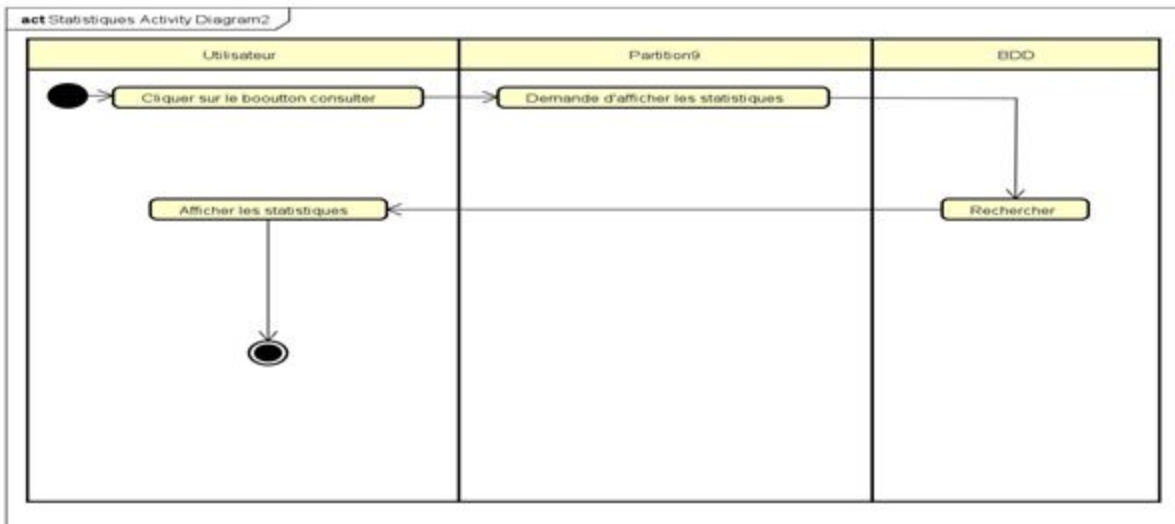 act Statistiques Activity Diagram2
Utilisateur
Partition9
BDD
Cliquer sur le booutton consulter
Demande d'afficher les statistiques
Afficher les statistiques
Rechercher